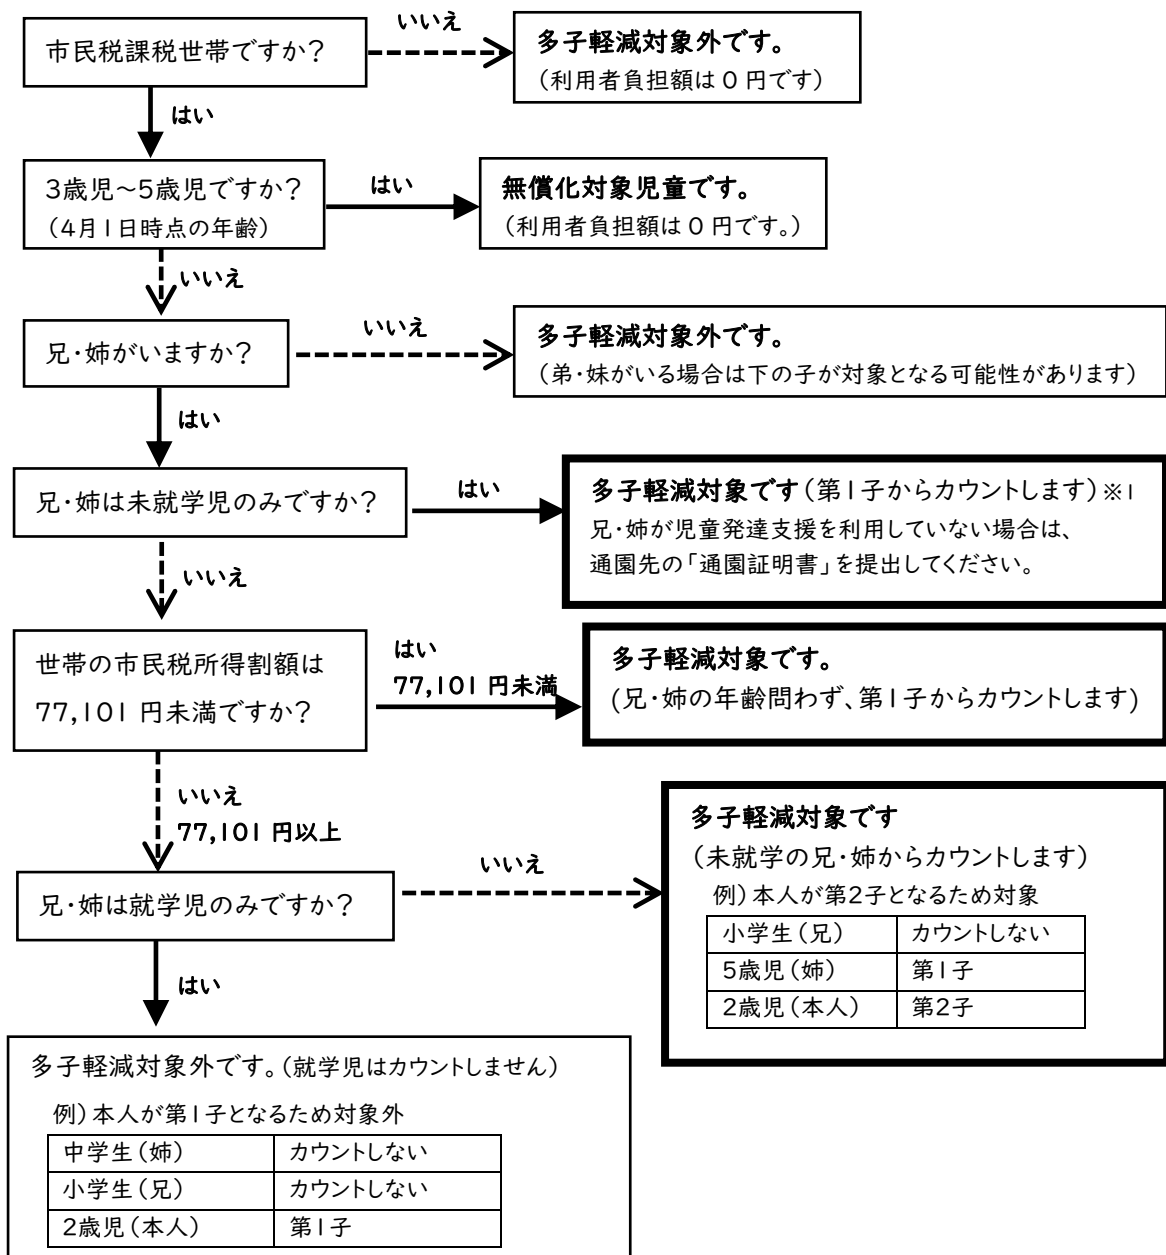 市民税課税世帯ですか？
いいえ
多子軽減対象外です。
（利用者負担額は0円です）
はい
3歳児～5歳児ですか？
（4月1日時点の年齢）
はい
無償化対象児童です。
（利用者負担額は0円です。）
いいえ
兄・姉がいますか？
いいえ
多子軽減対象外です。
（弟・妹がいる場合は下の子が対象となる可能性があります）
はい
兄・姉は未就学児のみですか？
はい
多子軽減対象です（第1子からカウントします）※1
兄・姉が児童発達支援を利用していない場合は、
通園先の「通園証明書」を提出してください。
いいえ
世帯の市民税所得割額は
77,101円未満ですか？
はい
77,101円未満
多子軽減対象です。
（兄・姉の年齢問わず、第1子からカウントします）
いいえ
77,101円以上
兄・姉は就学児のみですか？
いいえ
多子軽減対象です
（未就学の兄・姉からカウントします）
例）本人が第2子となるため対象
小学生（兄） カウントしない
5歳児（姉） 第1子
2歳児（本人） 第2子
はい
多子軽減対象外です。（就学児はカウントしません）
例）本人が第1子となるため対象外
中学生（姉） カウントしない
小学生（兄） カウントしない
2歳児（本人） 第1子